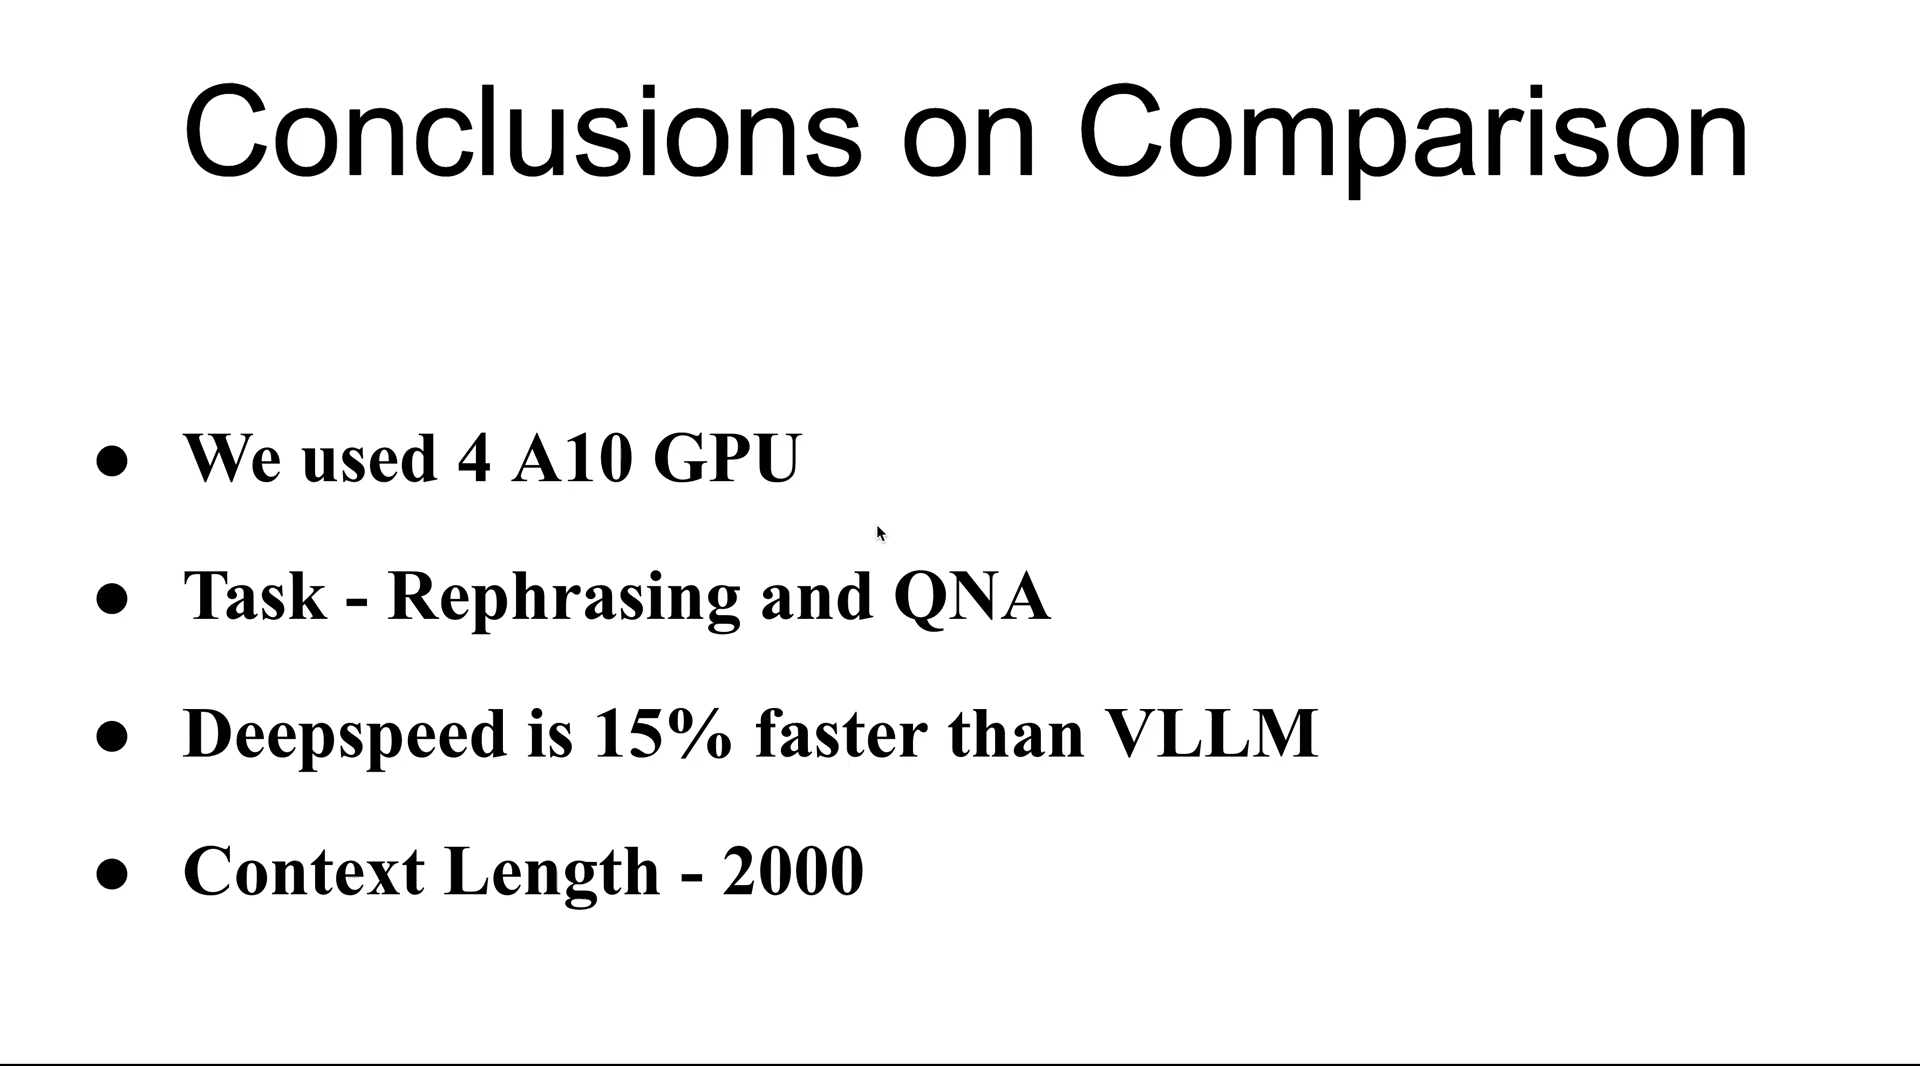 Conclusions on Comparison
● We used 4 A10 GPU
● Task - Rephrasing and QNA
● Deepspeed is 15% faster than VLLM
● Context Length - 2000